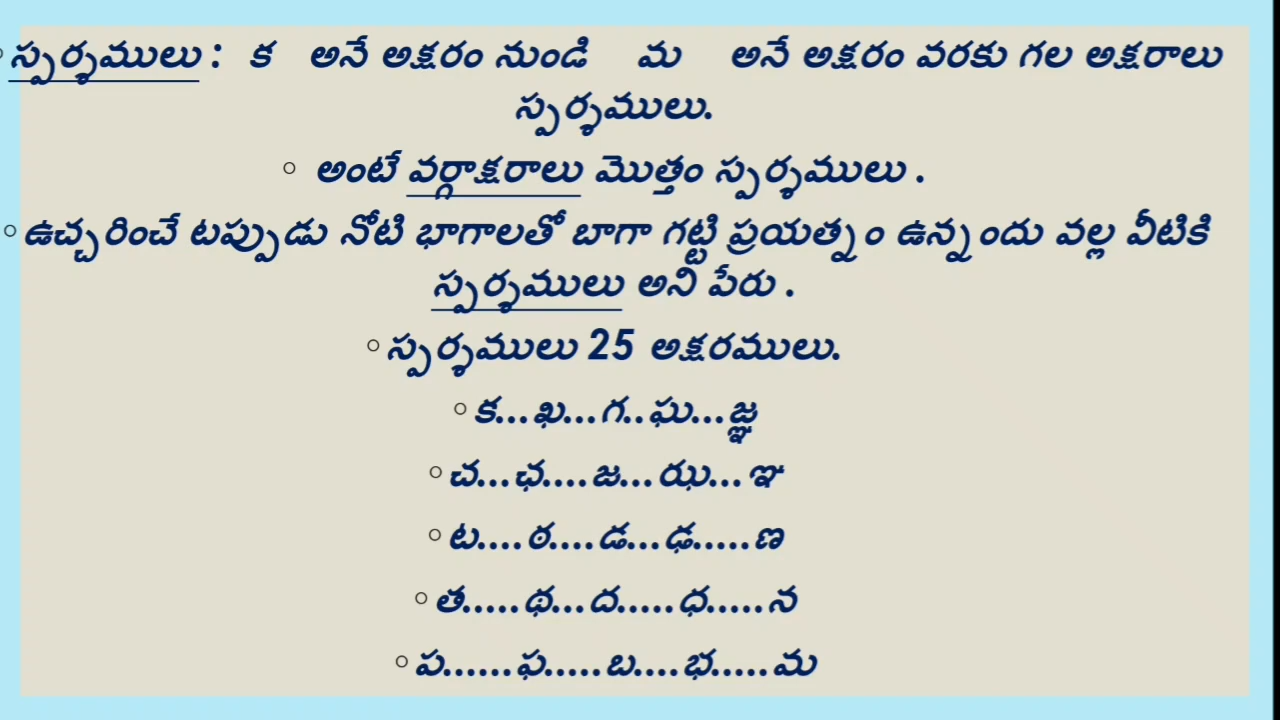 స్పర్శములు : క అనే అక్షరం నుండి మ అనే అక్షరం వరకు గల అక్షరాలు
స్పర్శములు.
అంటే వర్గాక్షరాలు మొత్తం స్పర్శములు .
ఉచ్చరించే టప్పుడు నోటి భాగాలతో బాగా గట్టి ప్రయత్నం ఉన్నందు వల్ల వీటికి
స్పర్శములు అని పేరు .
స్పర్శములు 25 అక్షరములు.
క...ఖ...గ..ఘ...జ్ఞ
చ...ఛ....జ...ఝ...ఞ
ట....ఠ....డ...ఢ.....ణ
త.....థ...ద.....ధ.....న
ప......ఫ.....బ....భ.....మ